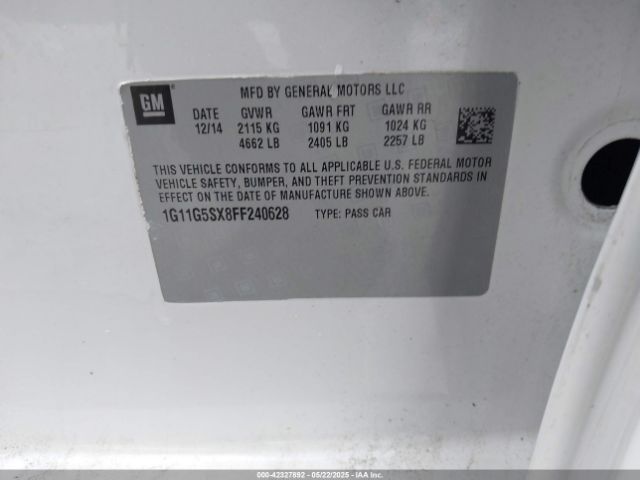 GM
MFD BY GENERAL MOTORS LLC
DATE GVWR GAWR FRT GAWR RR
12/14 2115 KG 1091 KG 1024 KG
4662 LB 2405 LB 2257 LB
THIS VEHICLE CONFORMS TO ALL APPLICABLE U.S. FEDERAL MOTOR
VEHICLE SAFETY, BUMPER, AND THEFT PREVENTION STANDARDS IN
EFFECT ON THE DATE OF MANUFACTURE SHOWN ABOVE.
1G11G5SX8FF240628 TYPE: PASS CAR
000-42327892 - 05/22/2025 - COPYRIGHT IAA, LLC.